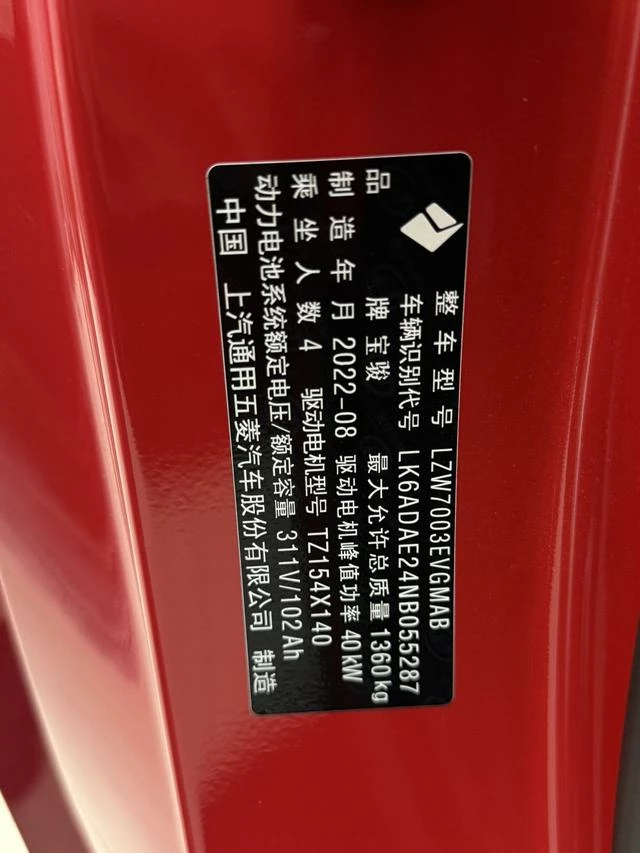 整车型号 LZW7003EVGMAB
车辆识别代号 LK6ADAE24NB055287
品牌 宝骏 最大允许总质量 1360kg
制造年月 2022-08 驱动电机峰值功率 40kW
乘坐人数 4 驱动电机型号 TZ154X140
动力电池系统额定电压/额定容量 311V/102Ah
中国 上汽通用五菱汽车股份有限公司 制造